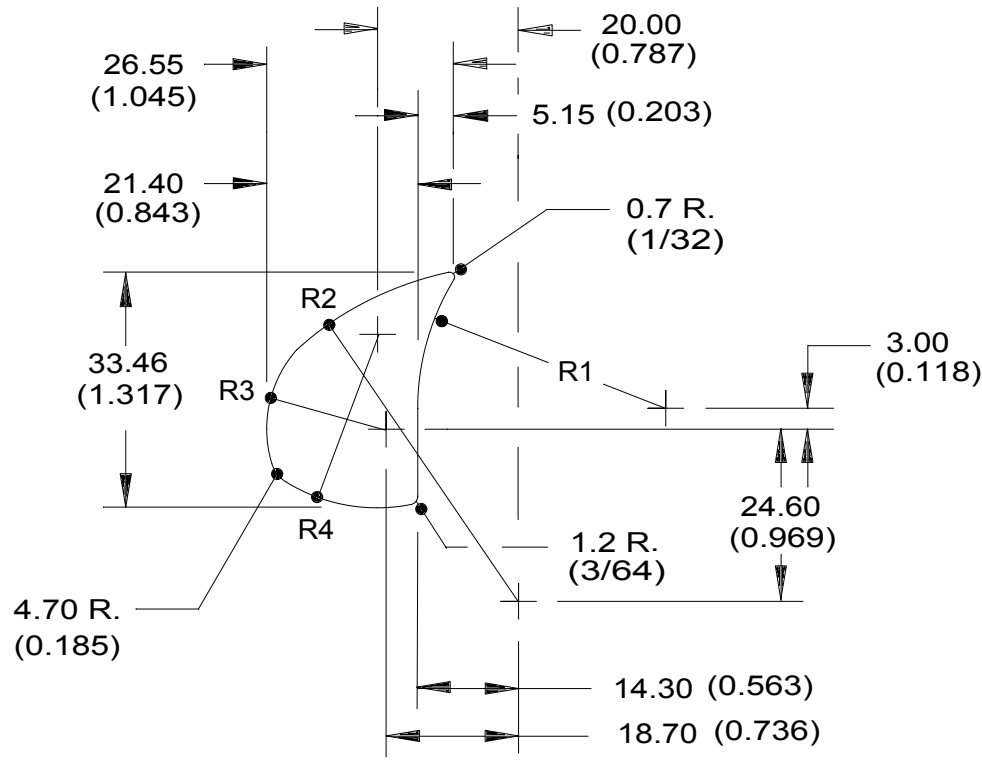 20.00
(0.787)
26.55
(1.045)
5.15 (0.203)
21.40
(0.843)
0.7 R.
(1/32)
R2
3.00
(0.118)
33.46
(1.317)
R3
R1
24.60
(0.969)
R4
1.2 R.
(3/64)
4.70 R.
(0.185)
14.30 (0.563)
18.70 (0.736)